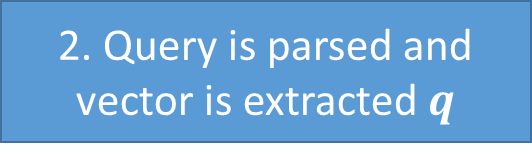 2. Query is parsed and
vector is extracted q